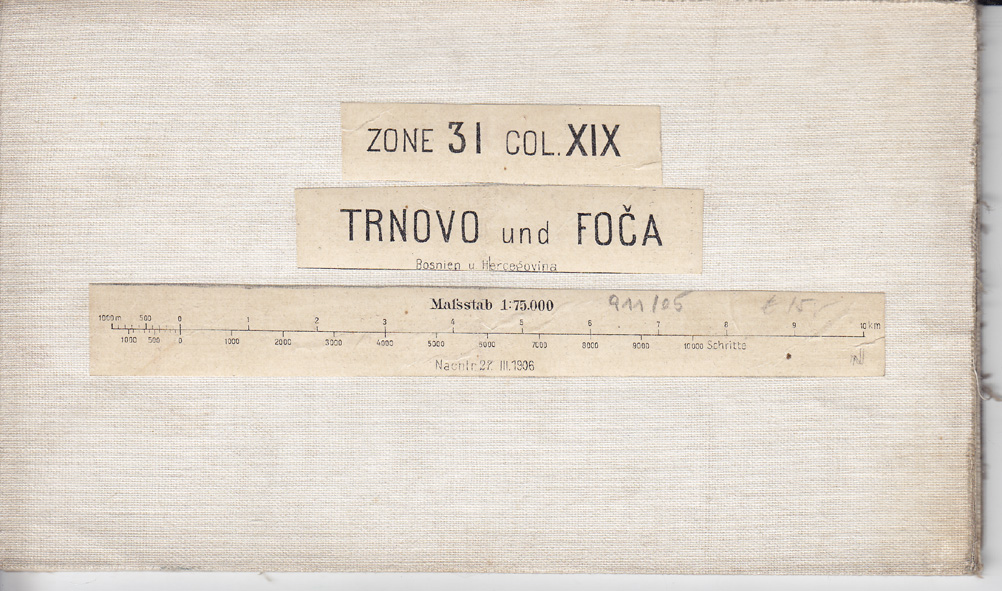 ZONE 31 COL. XIX
TRNOVO und FOČA
Bosnien u. Hercegovina
Maſsstab 1:75.000 911/05 € 15,
1000m 500 0 1 2 3 4 5 6 7 8 9 10 km
1000 500 0 1000 2000 3000 4000 5000 6000 7000 8000 9000 10000 Schritte
Nachtr. 27. III. 1906